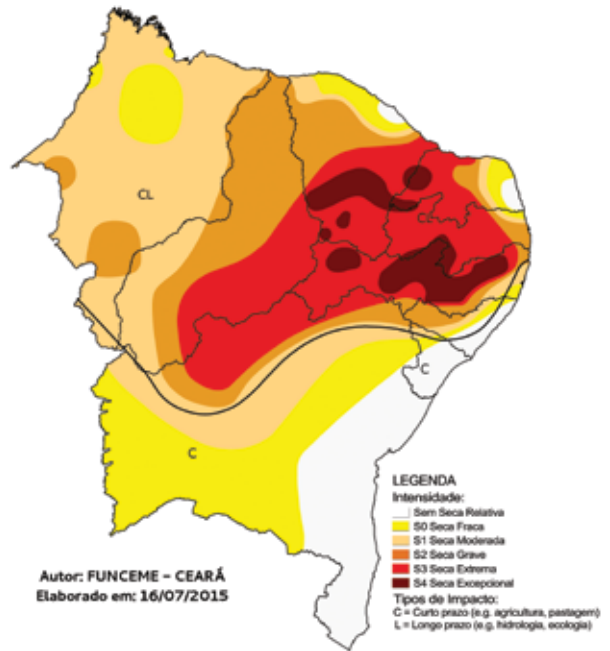 CL
CL
C
C
LEGENDA
Intensidade:
Sem Seca Relativa
S0 Seca Fraca
S1 Seca Moderada
S2 Seca Grave
S3 Seca Extrema
S4 Seca Excepcional
Tipos de Impacto:
C = Curto prazo (e.g. agricultura, pastagem)
L = Longo prazo (e.g. hidrologia, ecologia)
Autor: FUNCEME – CEARÁ
Elaborado em: 16/07/2015